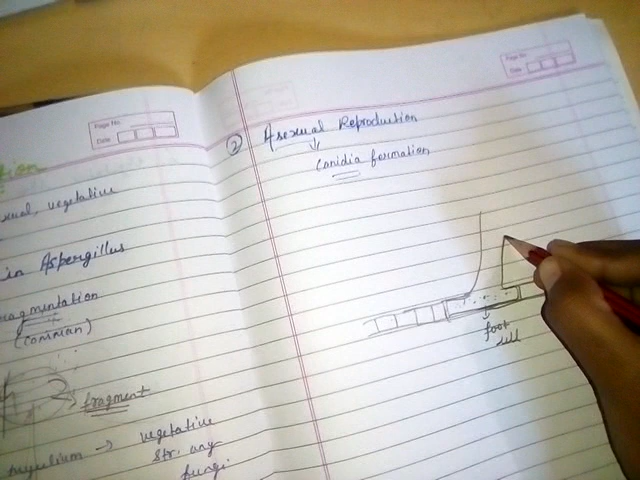 Page No.
Date
sexual, vegetative
in Aspergillus
fragmentation
(common)
fragment
mycelium → vegetative
str. any
fungi
Page No.
Date
② Asexual Reproduction
↓
Conidia formation
foot
cell